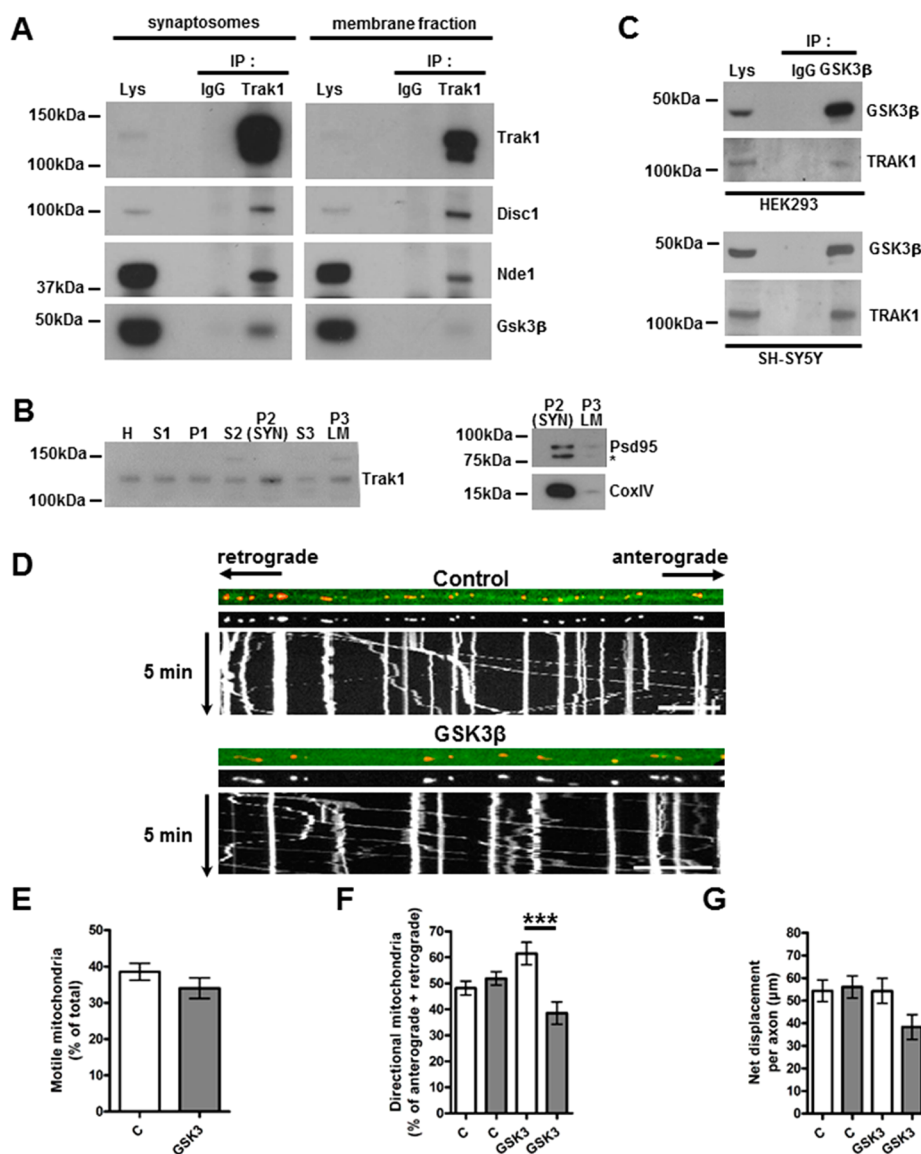 A
synaptosomes
membrane fraction
IP :
IP :
Lys
IgG
Trak1
Lys
IgG
Trak1
150kDa
100kDa
Trak1
100kDa
Disc1
37kDa
Nde1
50kDa
Gsk3β
C
IP :
Lys
IgG GSK3β
50kDa
GSK3β
100kDa
TRAK1
HEK293
50kDa
GSK3β
100kDa
TRAK1
SH-SY5Y
B
H
S1
P1
S2
P2
(SYN)
S3
P3
LM
150kDa
100kDa
Trak1
P2
(SYN)
P3
LM
100kDa
75kDa
Psd95
*
15kDa
CoxIV
D
retrograde
anterograde
Control
5 min
GSK3β
5 min
E
Motile mitochondria
(% of total)
50
40
30
20
10
0
C
GSK3
F
Directional mitochondria
(% of anterograde + retrograde)
70
60
50
40
30
20
10
0
***
C
C
GSK3
GSK3
G
Net displacement
per axon (µm)
80
70
60
50
40
30
20
10
0
C
C
GSK3
GSK3